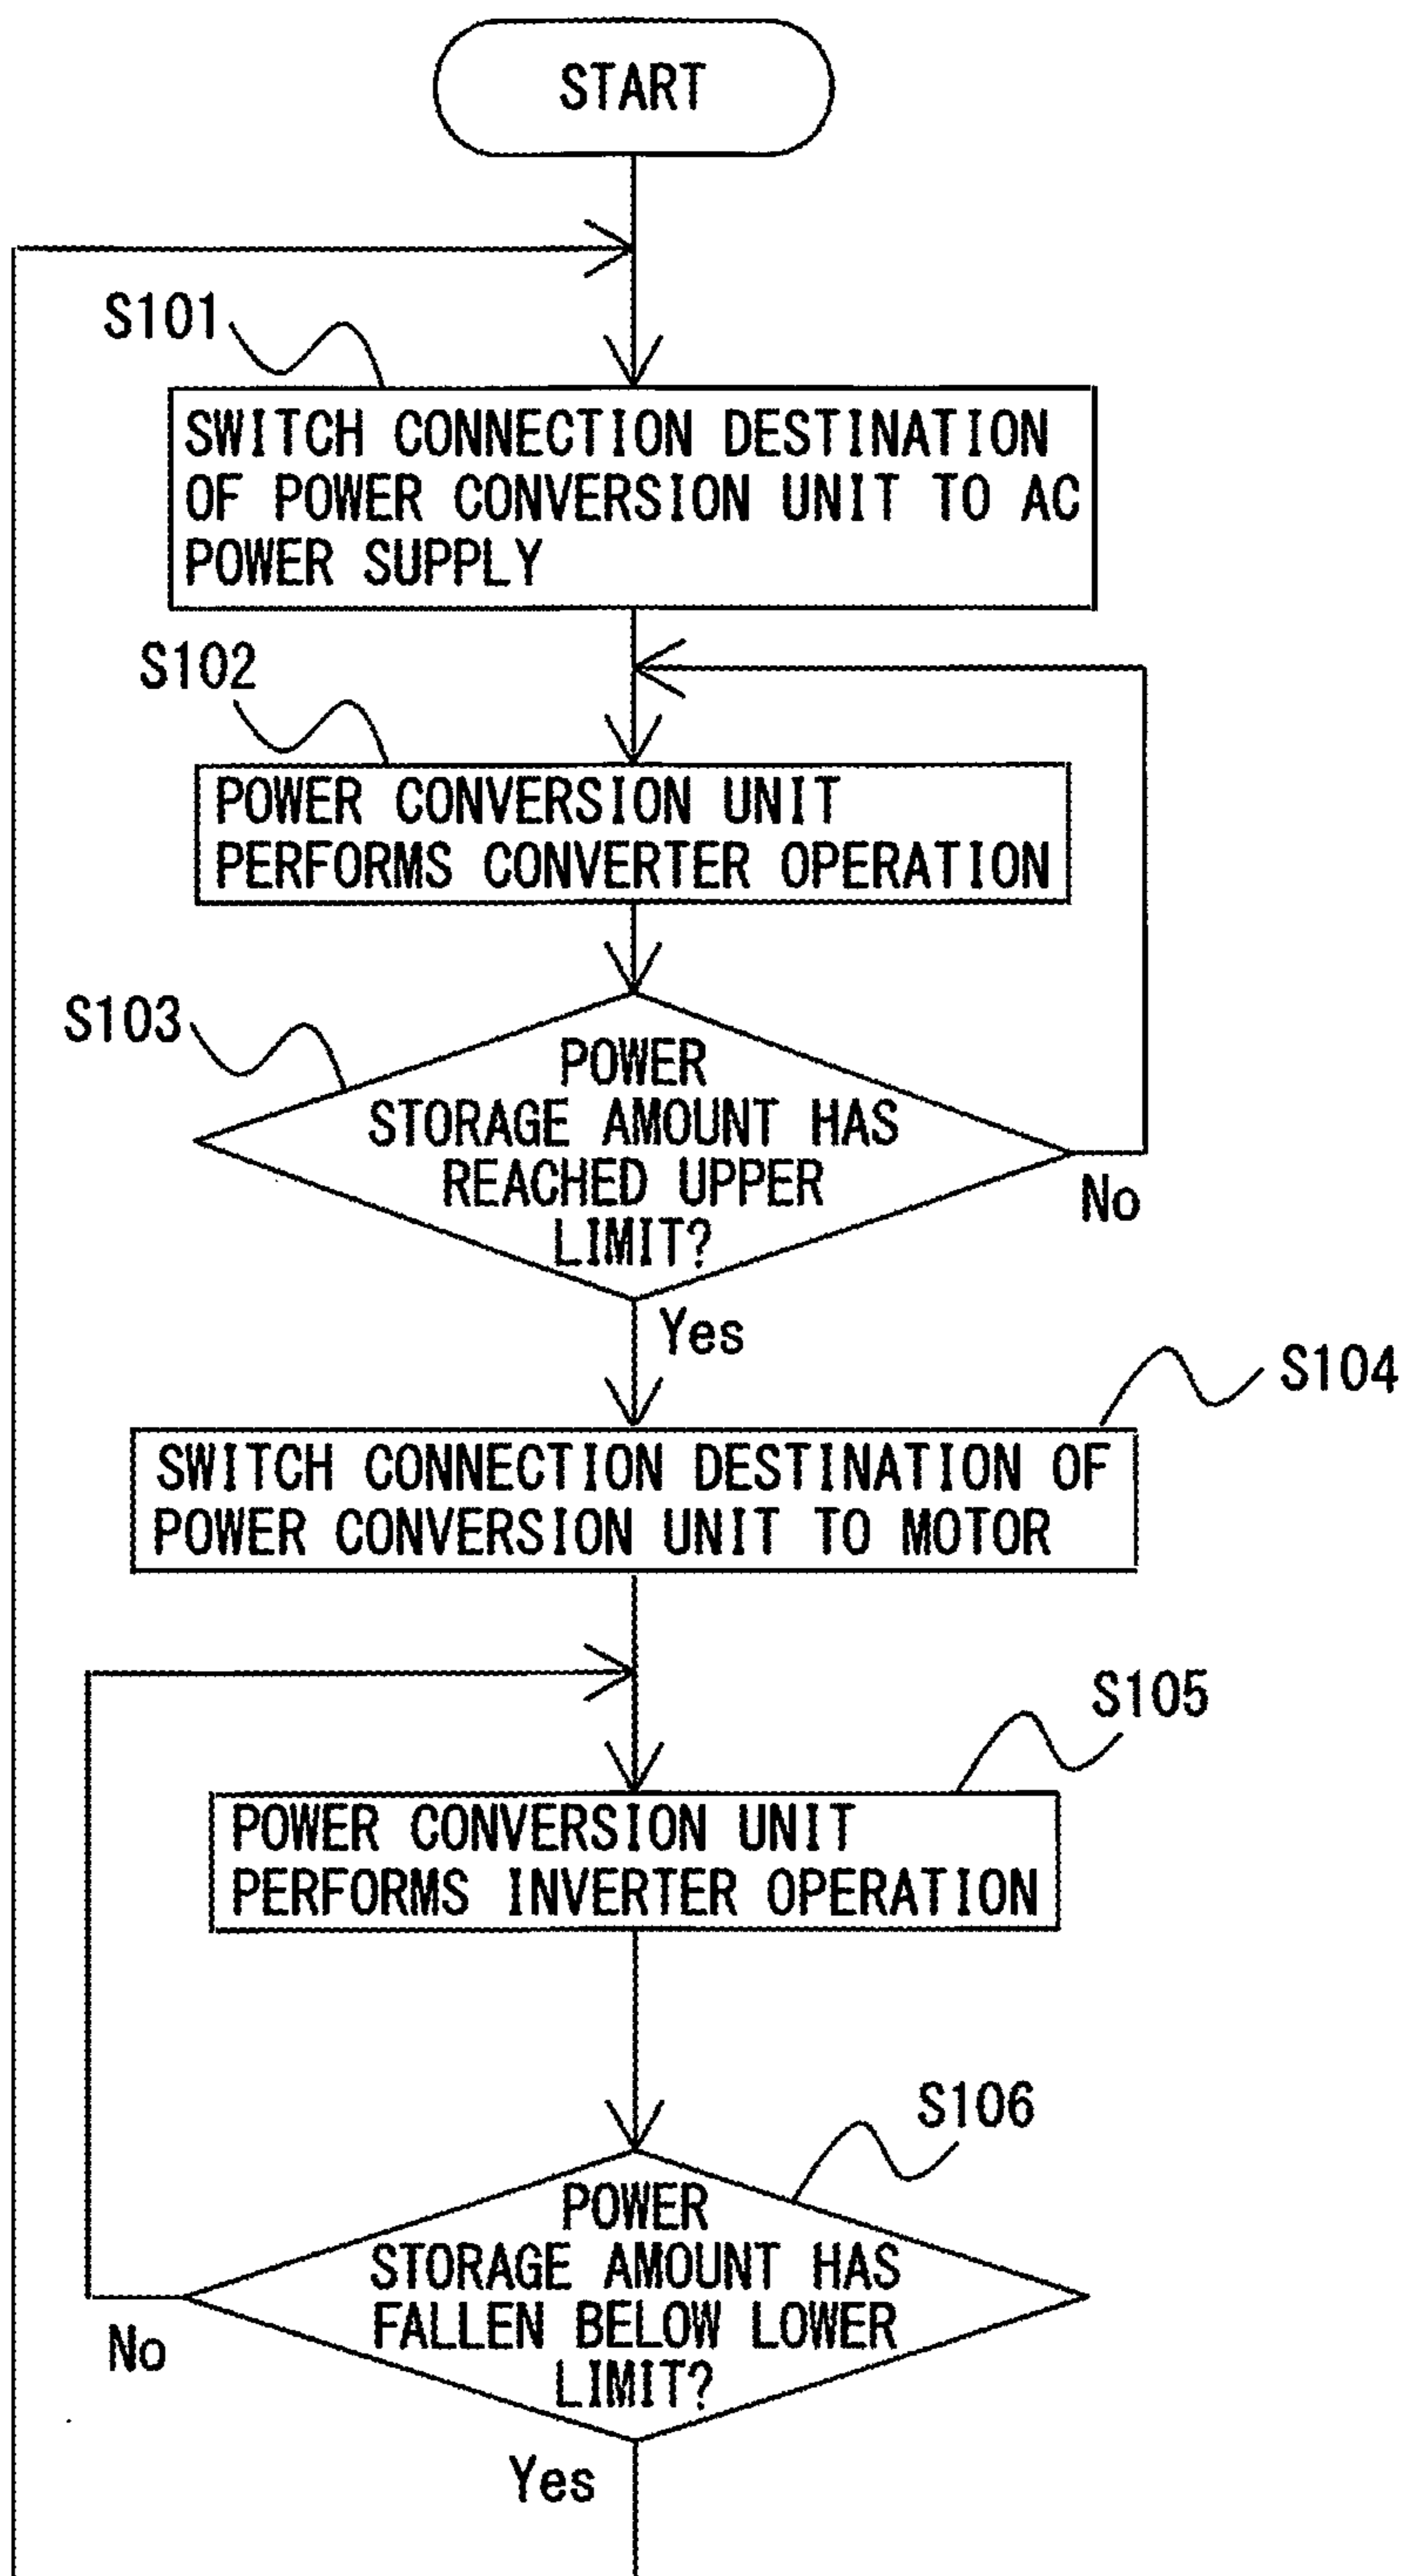 START
S101
SWITCH CONNECTION DESTINATION
OF POWER CONVERSION UNIT TO AC
POWER SUPPLY
S102
POWER CONVERSION UNIT
PERFORMS CONVERTER OPERATION
S103
POWER
STORAGE AMOUNT HAS
REACHED UPPER
LIMIT?
No
Yes
S104
SWITCH CONNECTION DESTINATION OF
POWER CONVERSION UNIT TO MOTOR
S105
POWER CONVERSION UNIT
PERFORMS INVERTER OPERATION
S106
POWER
STORAGE AMOUNT HAS
FALLEN BELOW LOWER
LIMIT?
No
Yes